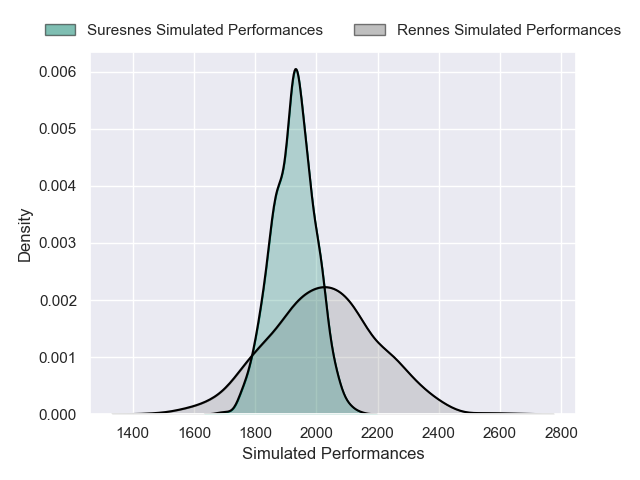 Suresnes Simulated Performances
Rennes Simulated Performances
0.006
0.005
0.004
0.003
0.002
0.001
0.000
Density
1400 1600 1800 2000 2200 2400 2600 2800
Simulated Performances